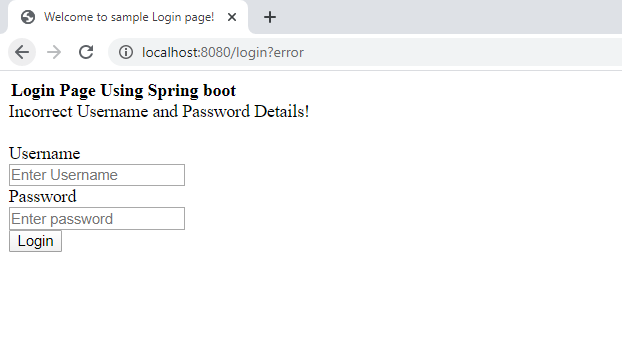 Welcome to sample Login page!
localhost:8080/login?error
Login Page Using Spring boot
Incorrect Username and Password Details!
Username
Enter Username
Password
Enter password
Login